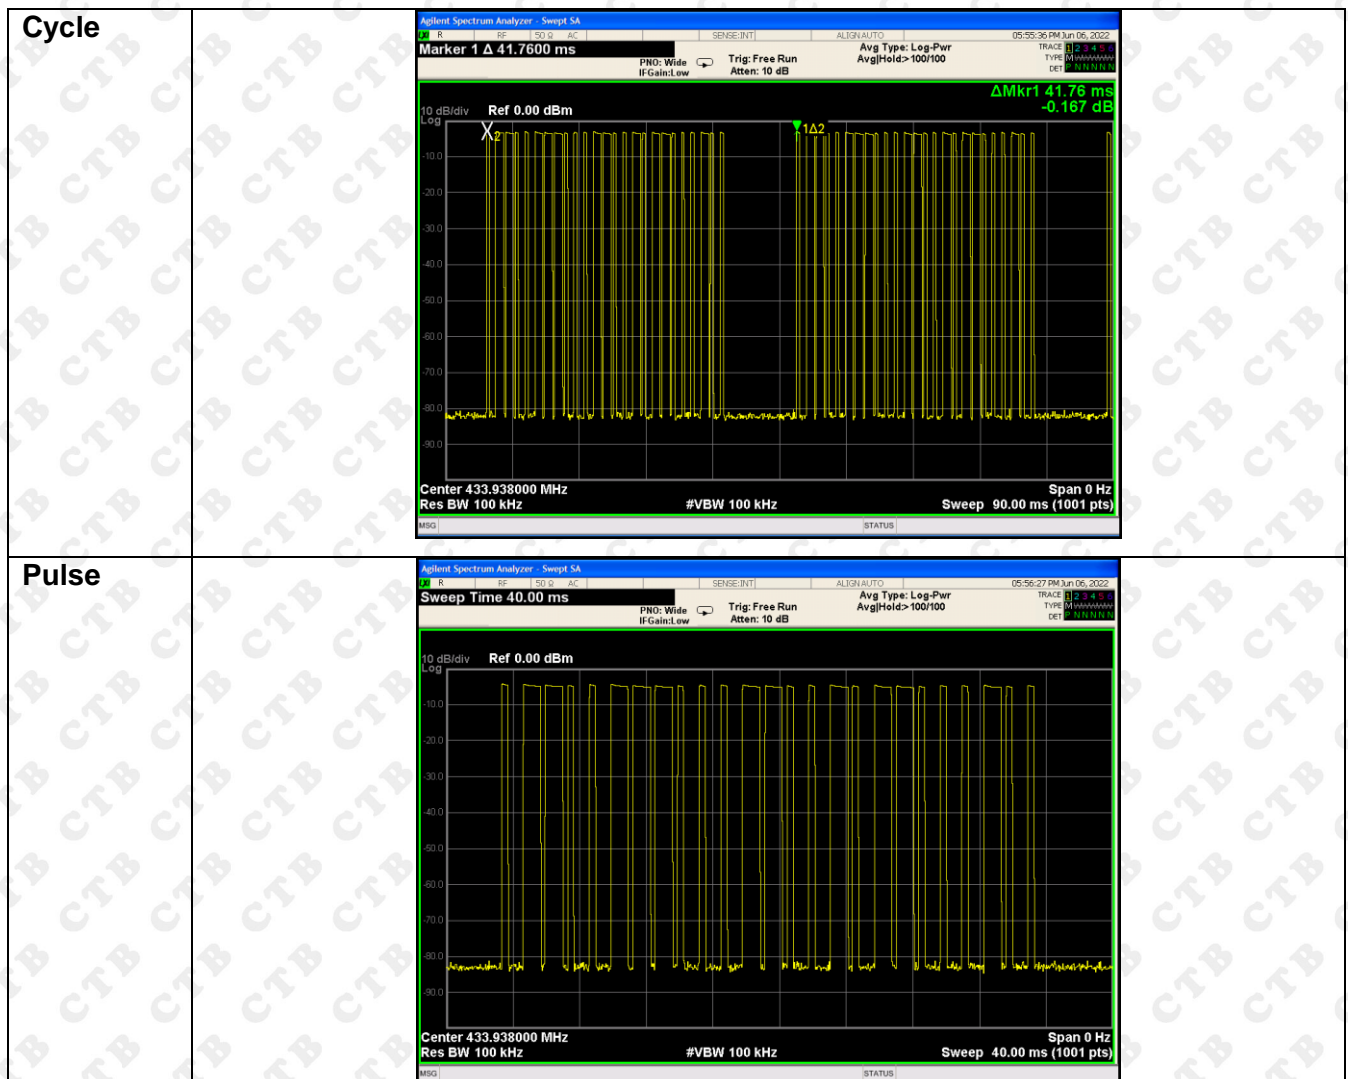 Cycle
Agilent Spectrum Analyzer - Swept SA
LXI R RF 50 Ω AC SENSE:INT ALIGNAUTO 05:55:36 PM Jun 06, 2022
Marker 1 Δ 41.7600 ms
PNO: Wide
IFGain:Low
Trig: Free Run
Atten: 10 dB
Avg Type: Log-Pwr
Avg|Hold:>100/100
TRACE 1 2 3 4 5 6
TYPE M
DET P N N N N N
ΔMkr1 41.76 ms
-0.167 dB
10 dB/div Ref 0.00 dBm
Log
X2
1Δ2
-10.0
-20.0
-30.0
-40.0
-50.0
-60.0
-70.0
-80.0
-90.0
Center 433.938000 MHz Span 0 Hz
Res BW 100 kHz #VBW 100 kHz Sweep 90.00 ms (1001 pts)
MSG STATUS
Pulse
Agilent Spectrum Analyzer - Swept SA
LXI R RF 50 Ω AC SENSE:INT ALIGNAUTO 05:56:27 PM Jun 06, 2022
Sweep Time 40.00 ms
PNO: Wide
IFGain:Low
Trig: Free Run
Atten: 10 dB
Avg Type: Log-Pwr
Avg|Hold:>100/100
TRACE 1 2 3 4 5 6
TYPE M
DET P N N N N N
10 dB/div Ref 0.00 dBm
Log
-10.0
-20.0
-30.0
-40.0
-50.0
-60.0
-70.0
-80.0
-90.0
Center 433.938000 MHz Span 0 Hz
Res BW 100 kHz #VBW 100 kHz Sweep 40.00 ms (1001 pts)
MSG STATUS
CTB